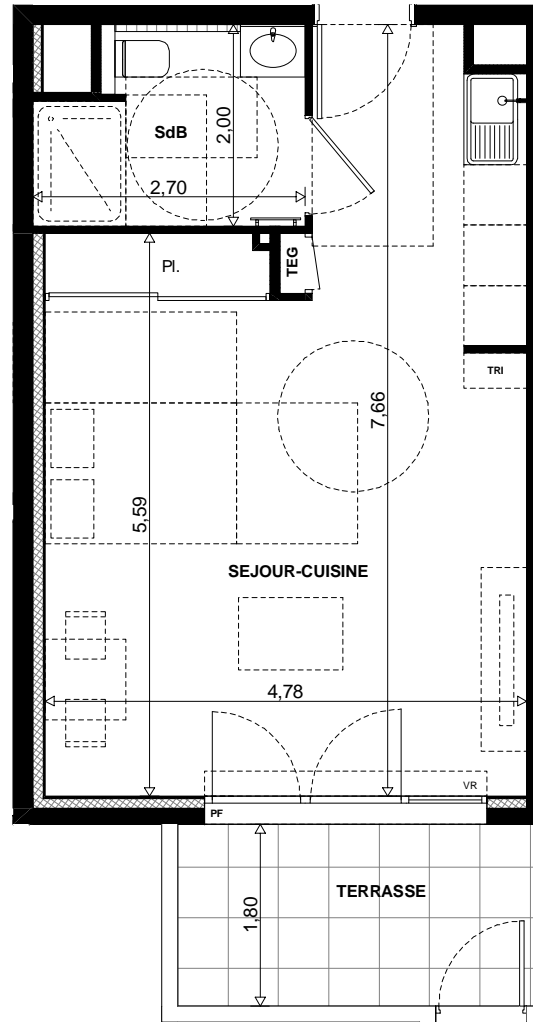 SdB
2,00
2,70
Pl.
TEG
TRI
7,66
5,59
SEJOUR-CUISINE
4,78
VR
PF
TERRASSE
1,80